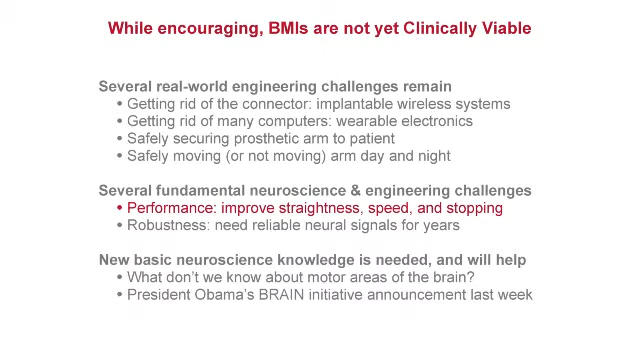 While encouraging, BMIs are not yet Clinically Viable
Several real-world engineering challenges remain
• Getting rid of the connector: implantable wireless systems
• Getting rid of many computers: wearable electronics
• Safely securing prosthetic arm to patient
• Safely moving (or not moving) arm day and night
Several fundamental neuroscience & engineering challenges
• Performance: improve straightness, speed, and stopping
• Robustness: need reliable neural signals for years
New basic neuroscience knowledge is needed, and will help
• What don't we know about motor areas of the brain?
• President Obama's BRAIN initiative announcement last week